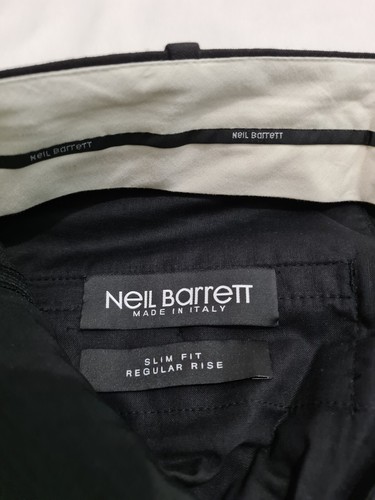 NEIL BARRETT
NEIL BARRETT
NEIL BARRETT
MADE IN ITALY
SLIM FIT
REGULAR RISE